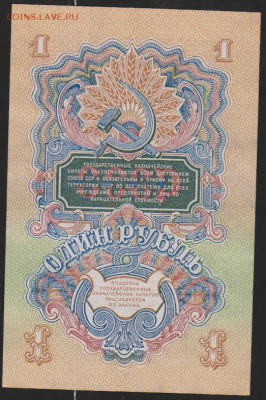 COINS.LAVE.RU
1 1
ГОСУДАРСТВЕННЫЕ КАЗНАЧЕЙСКИЕ
БИЛЕТЫ ОБЕСПЕЧИВАЮТСЯ ВСЕМ ДОСТОЯНИЕМ
СОЮЗА ССР И ОБЯЗАТЕЛЬНЫ К ПРИЕМУ НА ВСЕЙ
ТЕРРИТОРИИ СССР ВО ВСЕ ПЛАТЕЖИ ДЛЯ ВСЕХ
УЧРЕЖДЕНИЙ, ПРЕДПРИЯТИЙ И ЛИЦ ПО
НАРИЦАТЕЛЬНОЙ СТОИМОСТИ
ОДИН РУБЛЬ
ПОДДЕЛКА
ГОСУДАРСТВЕННЫХ
КАЗНАЧЕЙСКИХ БИЛЕТОВ
ПРЕСЛЕДУЕТСЯ
ПО ЗАКОНУ.
1 1